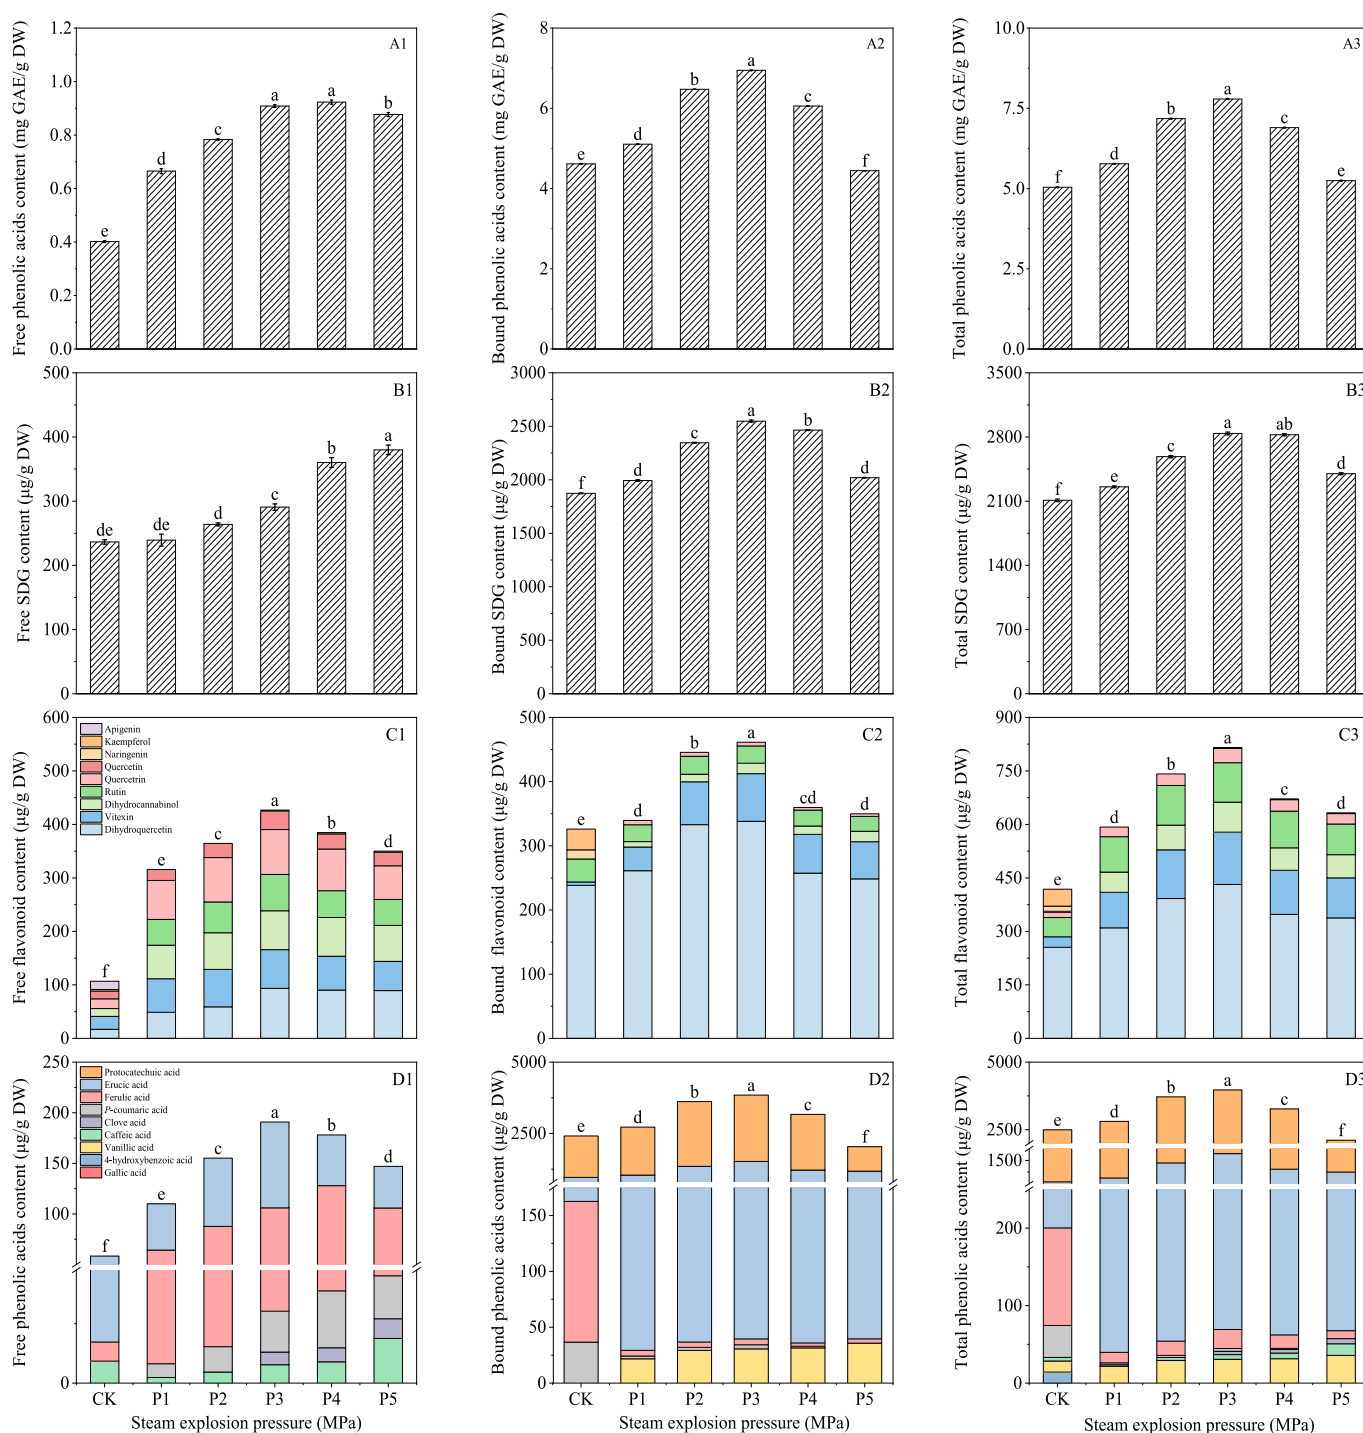 Free phenolic acids content (mg GAE/g DW)
1.2
1.0
0.8
0.6
0.4
0.2
0.0
A1
e
d
c
a
a
b
Bound phenolic acids content (mg GAE/g DW)
8
6
4
2
0
A2
e
d
b
a
c
f
Total phenolic acids content (mg GAE/g DW)
10.0
7.5
5.0
2.5
0.0
A3
f
d
b
a
c
e
Free SDG content (μg/g DW)
500
400
300
200
100
0
B1
de
de
d
c
b
a
Bound SDG content (μg/g DW)
3000
2500
2000
1500
1000
500
0
B2
f
d
c
a
b
d
Total SDG content (μg/g DW)
3500
2800
2100
1400
700
0
B3
f
e
c
a
ab
d
Free flavonoid content (μg/g DW)
600
500
400
300
200
100
0
C1
Apigenin
Kaempferol
Naringenin
Quercetin
Quercetrin
Rutin
Dihydrocannabinol
Vitexin
Dihydroquercetin
f
e
c
a
b
d
Bound flavonoid content (μg/g DW)
500
400
300
200
100
0
C2
e
d
b
a
cd
d
Total flavonoid content (μg/g DW)
900
750
600
450
300
150
0
C3
e
d
b
a
c
d
Free phenolic acids content (μg/g DW)
250
200
150
100
0
D1
Protocatechuic acid
Erucic acid
Ferulic acid
P-coumaric acid
Clove acid
Caffeic acid
Vanillic acid
4-hydroxybenzoic acid
Gallic acid
f
e
c
a
b
d
CK P1 P2 P3 P4 P5
Steam explosion pressure (MPa)
Bound phenolic acids content (μg/g DW)
5000
2500
150
100
50
0
D2
e
d
b
a
c
f
CK P1 P2 P3 P4 P5
Steam explosion pressure (MPa)
Total phenolic acids content (μg/g DW)
5000
2500
1500
200
100
0
D3
e
d
b
a
c
f
CK P1 P2 P3 P4 P5
Steam explosion pressure (MPa)